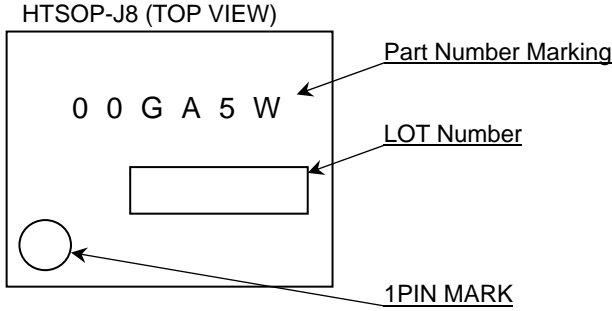 HTSOP-J8 (TOP VIEW)
Part Number Marking
0 0 G A 5 W
LOT Number
1PIN MARK